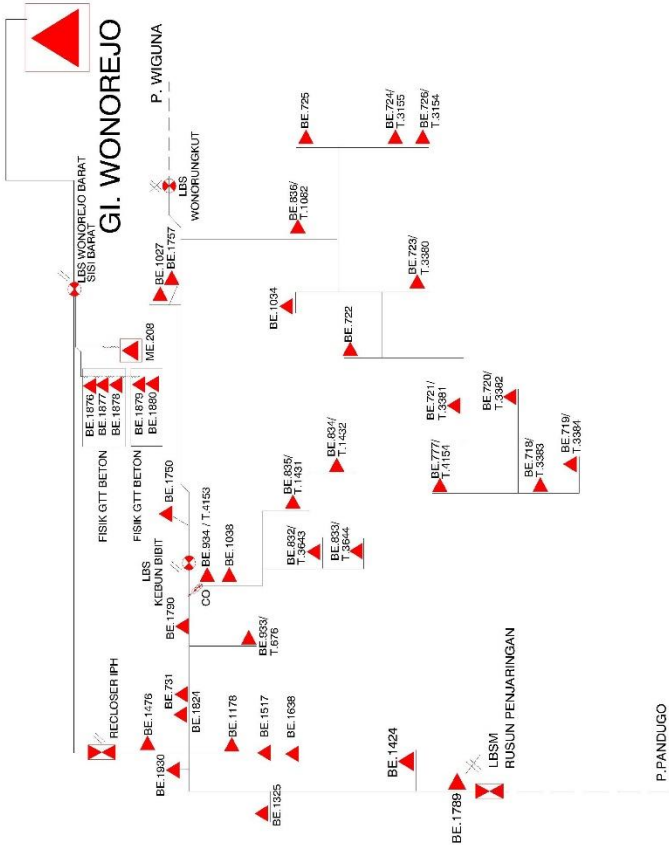 GI. WONOREJO
P. WIGUNA
LBS WONOREJO BARAT
SISI BARAT
LBS
WONORUNGKUT
BE.725
BE.724/
T.3155
BE.726/
T.3154
BE.836/
T.1082
BE.1027
BE.1757
BE.723/
T.3380
BE.1034
BE.722
ME.208
BE.1876
BE.1877
BE.1878
BE.1879
BE.1880
FISIK GTT BETON
FISIK GTT BETON
BE.721/
T.3381
BE.720/
T.3382
BE.777/
T.4154
BE.718/
T.3383
BE.719/
T.3384
BE.1750
BE.834/
T.1432
BE.835/
T.1431
LBS
KEBUN BIBIT
BE.934 / T.4153
BE.1038
BE.832/
T.3643
BE.833/
T.3644
CO
BE.1790
BE.933/
T.676
RECLOSER IPH
BE.1476
BE.731
BE.1824
BE.1178
BE.1517
BE.1638
BE.1930
BE.1325
BE.1424
BE.1789
LBSM
RUSUN PENJARINGAN
P.PANDUGO